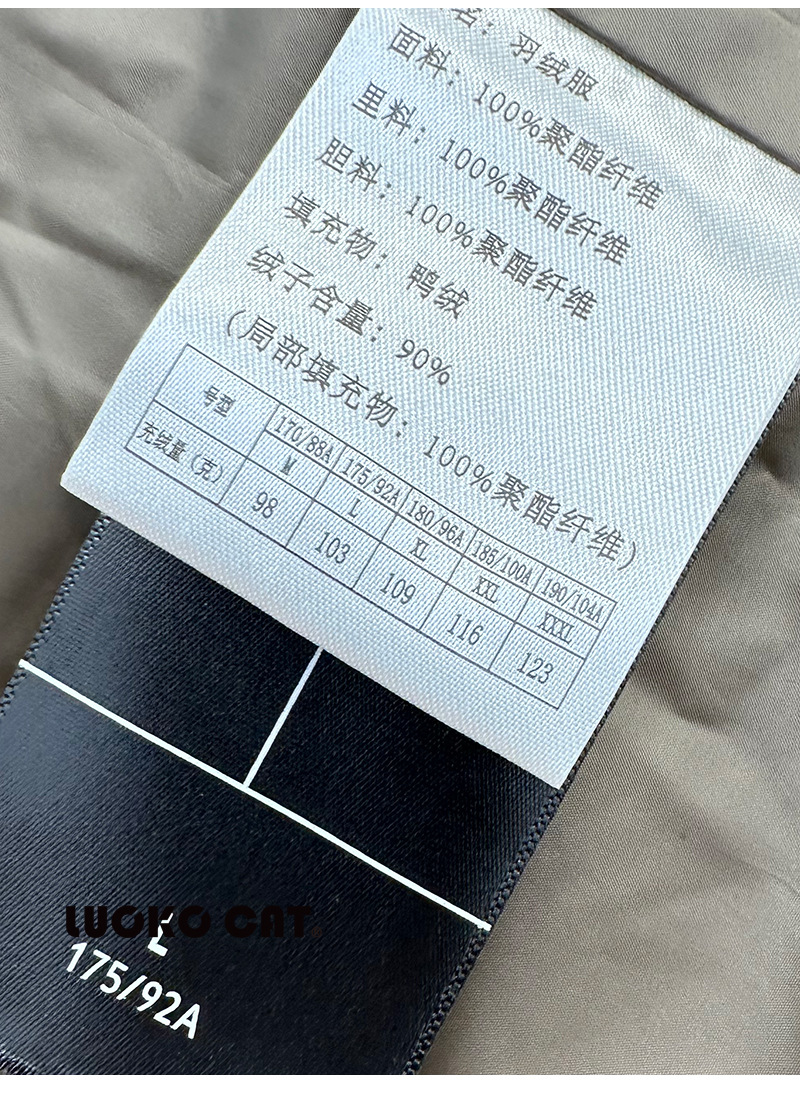 名：羽绒服
面料：100%聚酯纤维
里料：100%聚酯纤维
胆料：100%聚酯纤维
填充物：鸭绒
绒子含量：90%
（局部填充物：100%聚酯纤维）
号型 170/88A 175/92A 180/96A 185/100A 190/104A
M L XL XXL XXXL
充绒量（克） 98 103 109 116 123
LUOKO CAT
L
175/92A